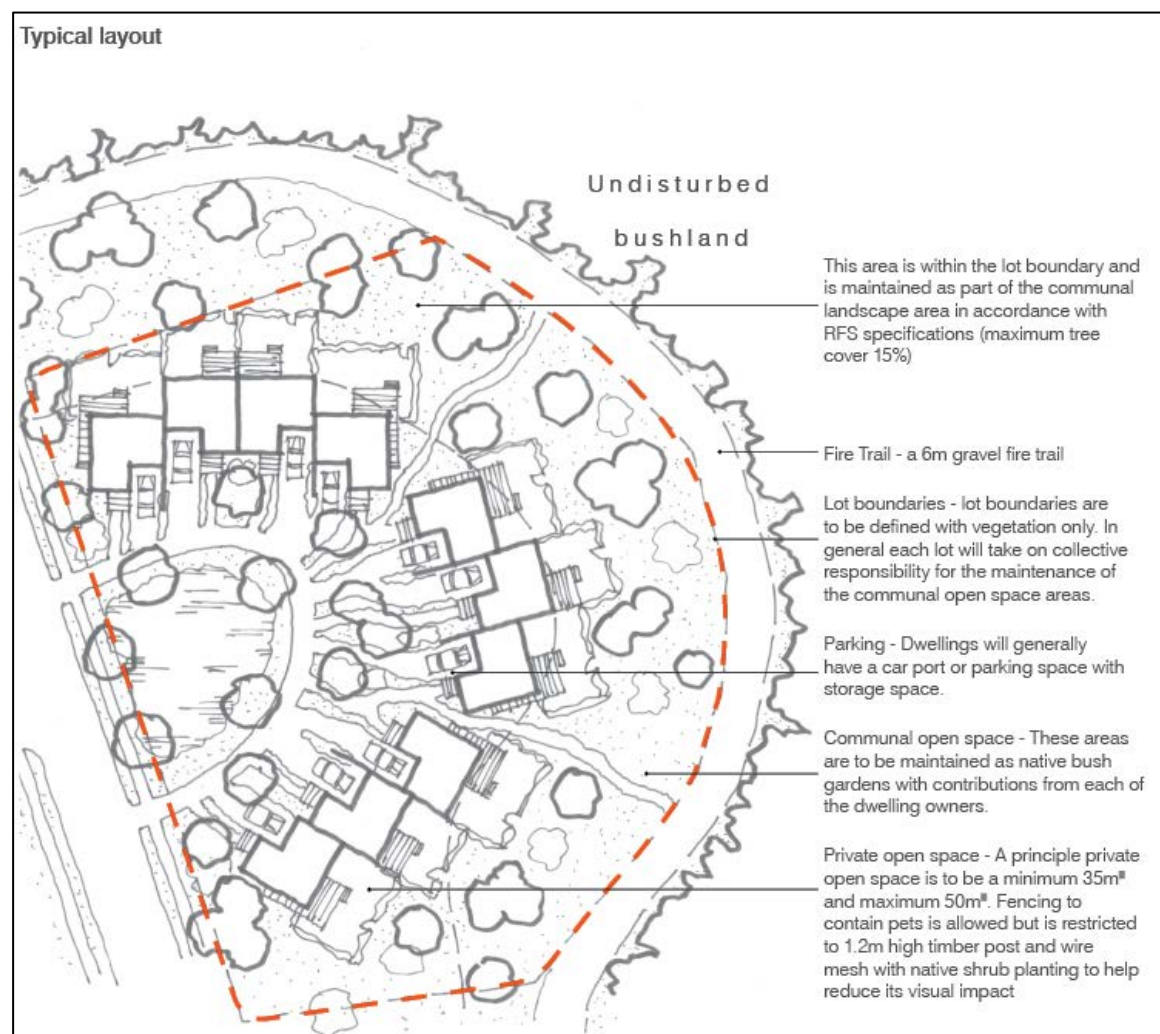 Typical layout
Undisturbed
bushland
This area is within the lot boundary and
is maintained as part of the communal
landscape area in accordance with
RFS specifications (maximum tree
cover 15%)
Fire Trail - a 6m gravel fire trail
Lot boundaries - lot boundaries are
to be defined with vegetation only. In
general each lot will take on collective
responsibility for the maintenance of
the communal open space areas.
Parking - Dwellings will generally
have a car port or parking space with
storage space.
Communal open space - These areas
are to be maintained as native bush
gardens with contributions from each of
the dwelling owners.
Private open space - A principle private
open space is to be a minimum 35m■
and maximum 50m■. Fencing to
contain pets is allowed but is restricted
to 1.2m high timber post and wire
mesh with native shrub planting to help
reduce its visual impact